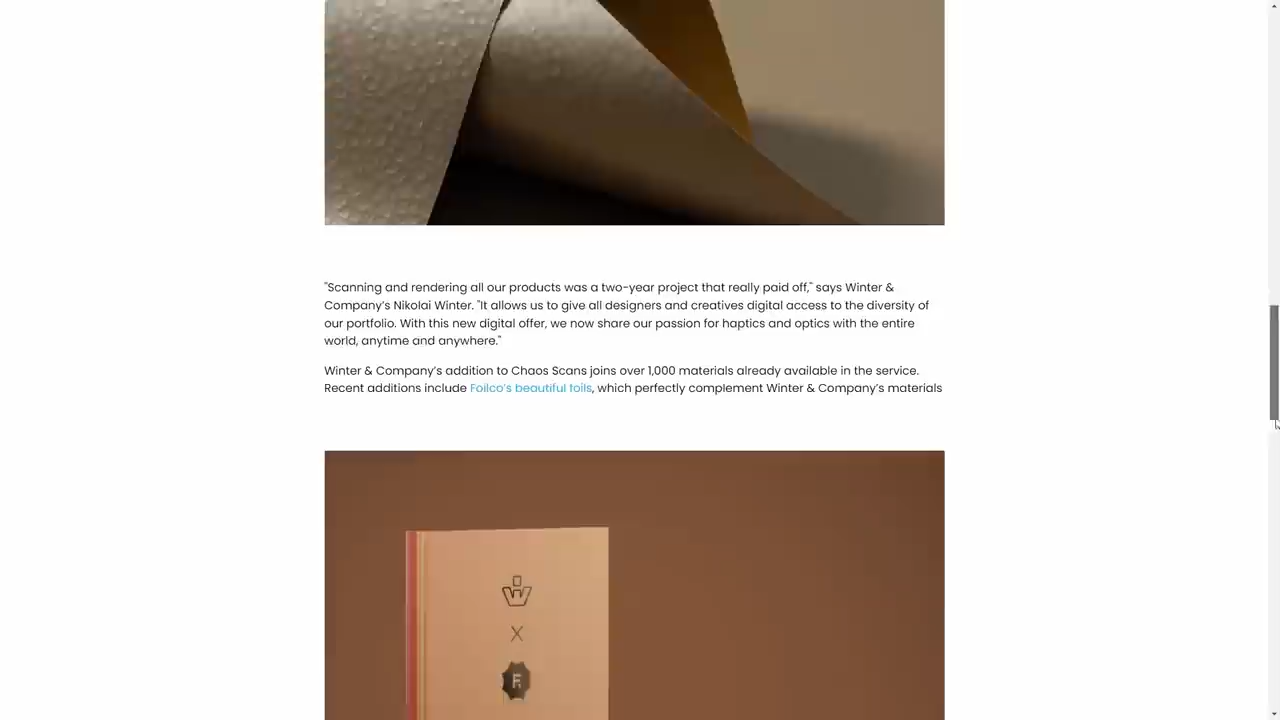 "Scanning and rendering all our products was a two-year project that really paid off," says Winter &
Company's Nikolai Winter. "It allows us to give all designers and creatives digital access to the diversity of
our portfolio. With this new digital offer, we now share our passion for haptics and optics with the entire
world, anytime and anywhere."
Winter & Company's addition to Chaos Scans joins over 1,000 materials already available in the service.
Recent additions include Foilco's beautiful foils, which perfectly complement Winter & Company's materials
X
F.